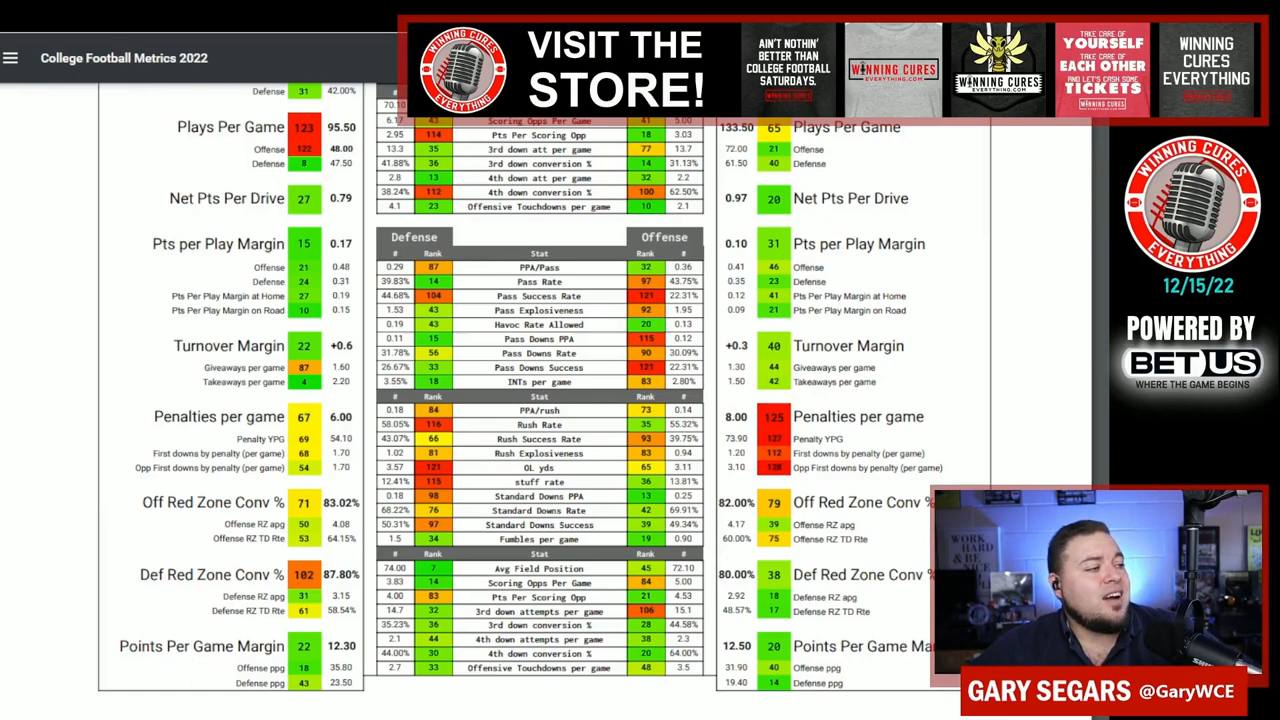 College Football Metrics 2022
WINNING CURES EVERYTHING
VISIT THE STORE!
AIN'T NOTHIN' BETTER THAN COLLEGE FOOTBALL SATURDAYS.
WINNING CURES
WINNING CURES
TAKE CARE OF YOURSELF TAKE CARE OF EACH OTHER AND LET'S CASH SOME TICKETS
WINNING CURES
WINNING CURES EVERYTHING
Defense 31 42.00%
Plays Per Game 123 95.50
Offense 122 48.00
Defense 8 47.50
Net Pts Per Drive 27 0.79
Pts per Play Margin 15 0.17
Offense 21 0.48
Defense 24 0.31
Pts Per Play Margin at Home 27 0.19
Pts Per Play Margin on Road 10 0.15
Turnover Margin 22 +0.6
Giveaways per game 87 1.60
Takeaways per game 4 2.20
Penalties per game 67 6.00
Penalty YPG 69 54.10
First downs by penalty (per game) 68 1.70
Opp First downs by penalty (per game) 54 1.70
Off Red Zone Conv % 71 83.02%
Offense RZ apg 50 4.08
Offense RZ TD Rte 53 64.15%
Def Red Zone Conv % 102 87.80%
Defense RZ apg 31 3.15
Defense RZ TD Rte 61 58.54%
Points Per Game Margin 22 12.30
Offense ppg 18 35.80
Defense ppg 43 23.50
70.10
6.17 43 Scoring Opps Per Game 41 5.00
2.95 114 Pts Per Scoring Opp 18 3.03
13.3 35 3rd down att per game 77 13.7
41.88% 36 3rd down conversion % 14 31.13%
2.8 13 4th down att per game 32 2.2
38.24% 112 4th down conversion % 100 62.50%
4.1 23 Offensive Touchdowns per game 10 2.1
Defense Offense
# Rank Stat Rank #
0.29 87 PPA/Pass 32 0.36
39.83% 14 Pass Rate 97 43.75%
44.68% 104 Pass Success Rate 121 22.31%
1.53 43 Pass Explosiveness 92 1.95
0.19 43 Havoc Rate Allowed 20 0.13
0.11 15 Pass Downs PPA 115 0.12
31.78% 56 Pass Downs Rate 90 30.09%
26.67% 33 Pass Downs Success 121 22.31%
3.55% 18 INTs per game 83 2.80%
# Rank Stat Rank #
0.18 84 PPA/rush 73 0.14
58.05% 116 Rush Rate 35 55.32%
43.07% 66 Rush Success Rate 93 39.75%
1.02 81 Rush Explosiveness 83 0.94
3.57 121 OL yds 65 3.11
12.41% 115 stuff rate 36 13.81%
0.18 98 Standard Downs PPA 13 0.25
68.22% 76 Standard Downs Rate 42 69.91%
50.31% 97 Standard Downs Success 39 49.34%
1.5 34 Fumbles per game 19 0.90
# Rank Stat Rank #
74.00 7 Avg Field Position 45 72.10
3.83 14 Scoring Opps Per Game 84 5.00
4.00 83 Pts Per Scoring Opp 21 4.53
14.7 32 3rd down attempts per game 106 15.1
35.23% 36 3rd down conversion % 28 44.58%
2.1 44 4th down attempts per game 38 2.3
44.00% 30 4th down conversion % 20 64.00%
2.7 33 Offensive Touchdowns per game 48 3.5
133.50 65 Plays Per Game
72.00 21 Offense
61.50 40 Defense
0.97 20 Net Pts Per Drive
0.10 31 Pts per Play Margin
0.41 46 Offense
0.35 23 Defense
0.12 41 Pts Per Play Margin at Home
0.09 21 Pts Per Play Margin on Road
+0.3 40 Turnover Margin
1.30 44 Giveaways per game
1.50 42 Takeaways per game
8.00 125 Penalties per game
73.90 127 Penalty YPG
1.20 112 First downs by penalty (per game)
3.10 128 Opp First downs by penalty (per game)
82.00% 79 Off Red Zone Conv %
4.17 39 Offense RZ apg
60.00% 75 Offense RZ TD Rte
80.00% 38 Def Red Zone Conv %
2.92 18 Defense RZ apg
48.57% 17 Defense RZ TD Rte
12.50 20 Points Per Game Ma
31.90 40 Offense ppg
19.40 14 Defense ppg
WINNING CURES EVERYTHING
12/15/22
POWERED BY
BETUS
WHERE THE GAME BEGINS
WORK HARD & BE
GARY SEGARS @GaryWCE